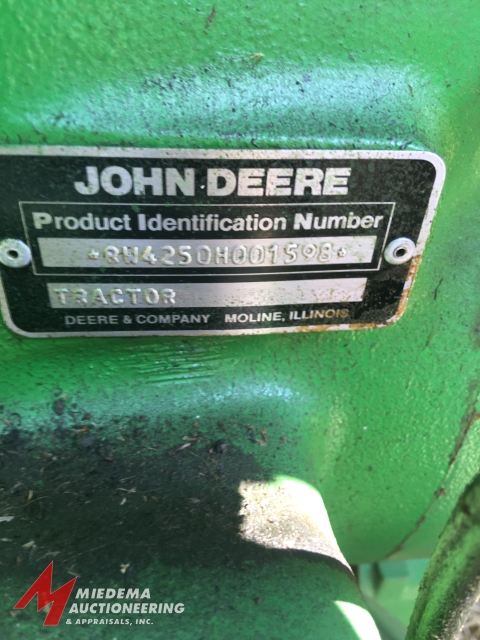 JOHN DEERE
Product Identification Number
*RW4250H001598*
TRACTOR
DEERE & COMPANY MOLINE, ILLINOIS
MIEDEMA
AUCTIONEERING
& APPRAISALS, INC.